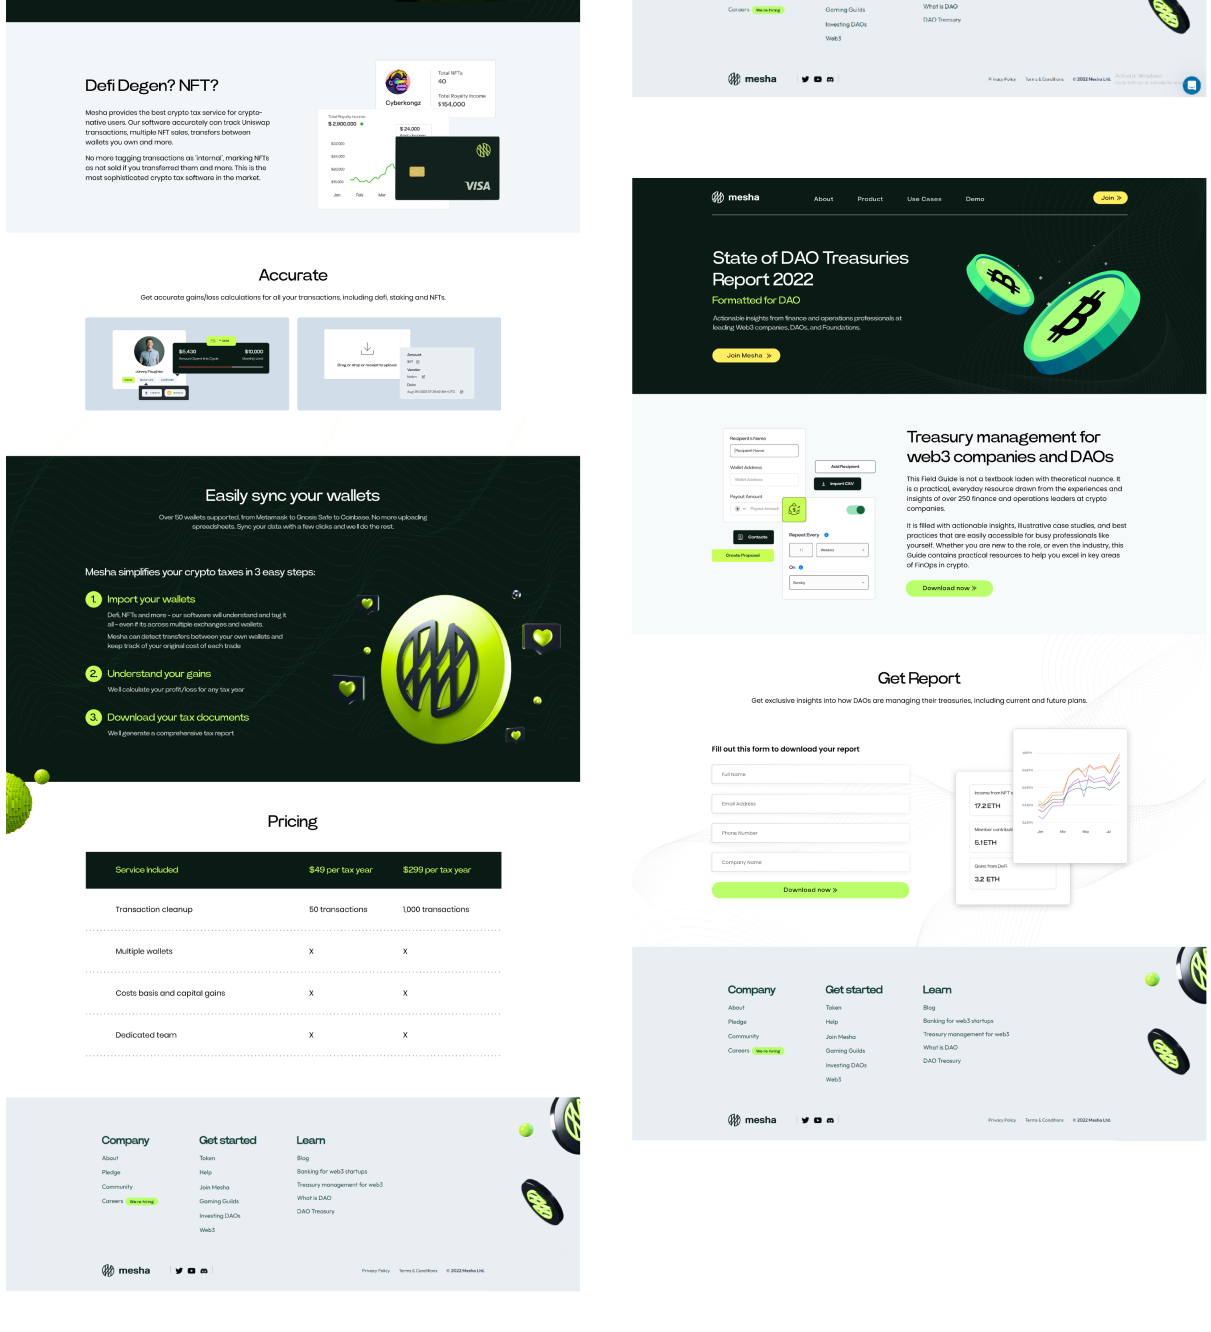 Defi Degen? NFT?
Mesha provides the best crypto tax service for crypto-
native users. Our software accurately can track Uniswap
transactions, multiple NFT sales, transfers between
wallets you own and more.
No more tagging transactions as 'internal', marking NFTs
as not sold if you transferred them and more. This is the
most sophisticated crypto tax software in the market.
Cyberkongz
Total NFTs
40
Total Royalty Income
$154,000
Total Royalty Income
$ 2,900,000
$ 24,000
Jan Feb Mar
VISA
Accurate
Get accurate gains/loss calculations for all your transactions, including defi, staking and NFTs.
$5,430 $10,000
Amount Spent this Cycle Monthly Limit
Drag or drop or receipt to upload.
Amount
Vendor
Date
Easily sync your wallets
Over 50 wallets supported, from Metamask to Gnosis Safe to Coinbase. No more uploading
spreadsheets. Sync your data with a few clicks and we'll do the rest.
Mesha simplifies your crypto taxes in 3 easy steps:
1. Import your wallets
Defi, NFTs and more - our software will understand and tag it
all - even if its across multiple exchanges and wallets.
Mesha can detect transfers between your own wallets and
keep track of your original cost of each trade
2. Understand your gains
We'll calculate your profit/loss for any tax year
3. Download your tax documents
We'll generate a comprehensive tax report
Pricing
Service Included $49 per tax year $299 per tax year
Transaction cleanup 50 transactions 1,000 transactions
Multiple wallets X X
Costs basis and capital gains X X
Dedicated team X X
Company
About
Pledge
Community
Careers We're hiring
Get started
Token
Help
Join Mesha
Gaming Guilds
Investing DAOs
Web3
Learn
Blog
Banking for web3 startups
Treasury management for web3
What is DAO
DAO Treasury
mesha
Privacy Policy Terms & Conditions © 2022 Mesha Ltd.
Careers We're hiring
Gaming Guilds
Investing DAOs
Web3
What is DAO
DAO Treasury
mesha
Privacy Policy Terms & Conditions © 2022 Mesha Ltd.
mesha
About Product Use Cases Demo
Join
State of DAO Treasuries
Report 2022
Formatted for DAO
Actionable insights from finance and operations professionals at
leading Web3 companies, DAOs, and Foundations.
Join Mesha
Recipient's Name
Recipient Name
Wallet Address
Wallet Address
Payout Amount
Payout Amount
Add Recipient
Import CSV
Contacts
Create Proposal
Repeat Every
Weeks
On
Sunday
Treasury management for
web3 companies and DAOs
This Field Guide is not a textbook laden with theoretical nuance. It
is a practical, everyday resource drawn from the experiences and
insights of over 250 finance and operations leaders at crypto
companies.
It is filled with actionable insights, illustrative case studies, and best
practices that are easily accessible for busy professionals like
yourself. Whether you are new to the role, or even the industry, this
Guide contains practical resources to help you excel in key areas
of FinOps in crypto.
Download now
Get Report
Get exclusive insights into how DAOs are managing their treasuries, including current and future plans.
Fill out this form to download your report
Full Name
Email Address
Phone Number
Company Name
Download now
Income from NFT
17.2 ETH
Member contribut
5.1 ETH
Gains from DeFi
3.2 ETH
Jan Mar May Jul
Company
About
Pledge
Community
Careers We're hiring
Get started
Token
Help
Join Mesha
Gaming Guilds
Investing DAOs
Web3
Learn
Blog
Banking for web3 startups
Treasury management for web3
What is DAO
DAO Treasury
mesha
Privacy Policy Terms & Conditions © 2022 Mesha Ltd.